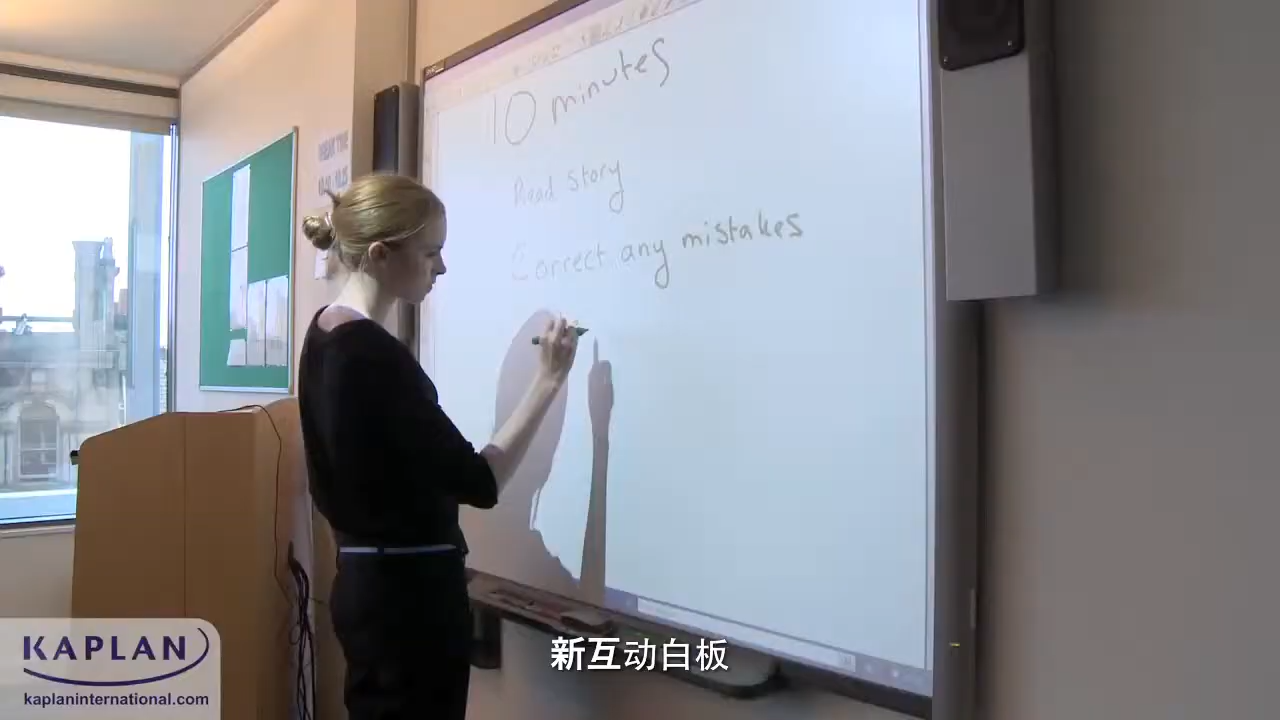 10 minutes
Read Story
Correct any mistakes
新互动白板
KAPLAN
kaplaninternational.com